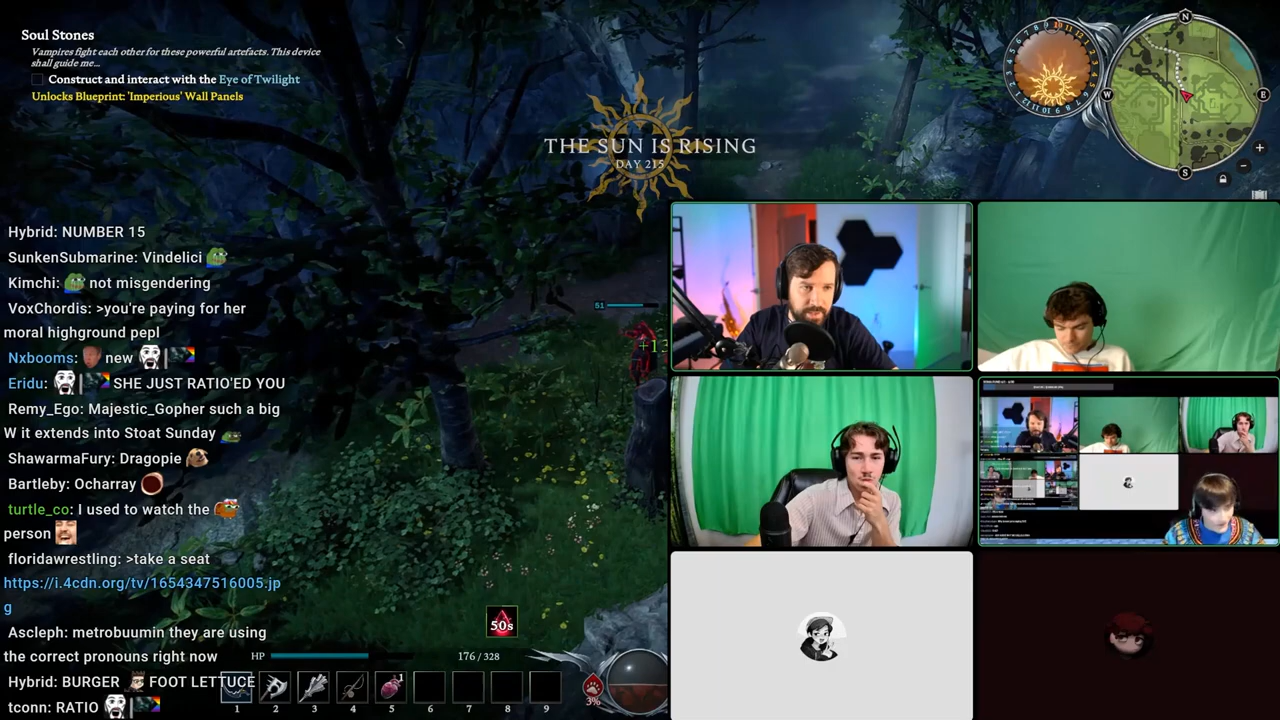 Soul Stones
Vampires fight each other for these powerful artefacts. This device
shall guide me...
Construct and interact with the Eye of Twilight
Unlocks Blueprint: 'Imperious' Wall Panels
THE SUN IS RISING
DAY 215
N
W
E
S
Hybrid: NUMBER 15
SunkenSubmarine: Vindelici
Kimchi: not misgendering
VoxChordis: >you're paying for her
moral highground pepl
Nxbooms: new
Eridu: SHE JUST RATIO'ED YOU
Remy_Ego: Majestic_Gopher such a big
W it extends into Stoat Sunday
ShawarmaFury: Dragopie
Bartleby: Ocharray
turtle_co: I used to watch the
person
floridawrestling: >take a seat
https://i.4cdn.org/tv/1654347516005.jp
g
Ascleph: metrobuumin they are using
the correct pronouns right now
Hybrid: BURGER FOOT LETTUCE
tconn: RATIO
51
+13
50s
HP
176 / 328
1
3%
1 2 3 4 5 6 7 8 9